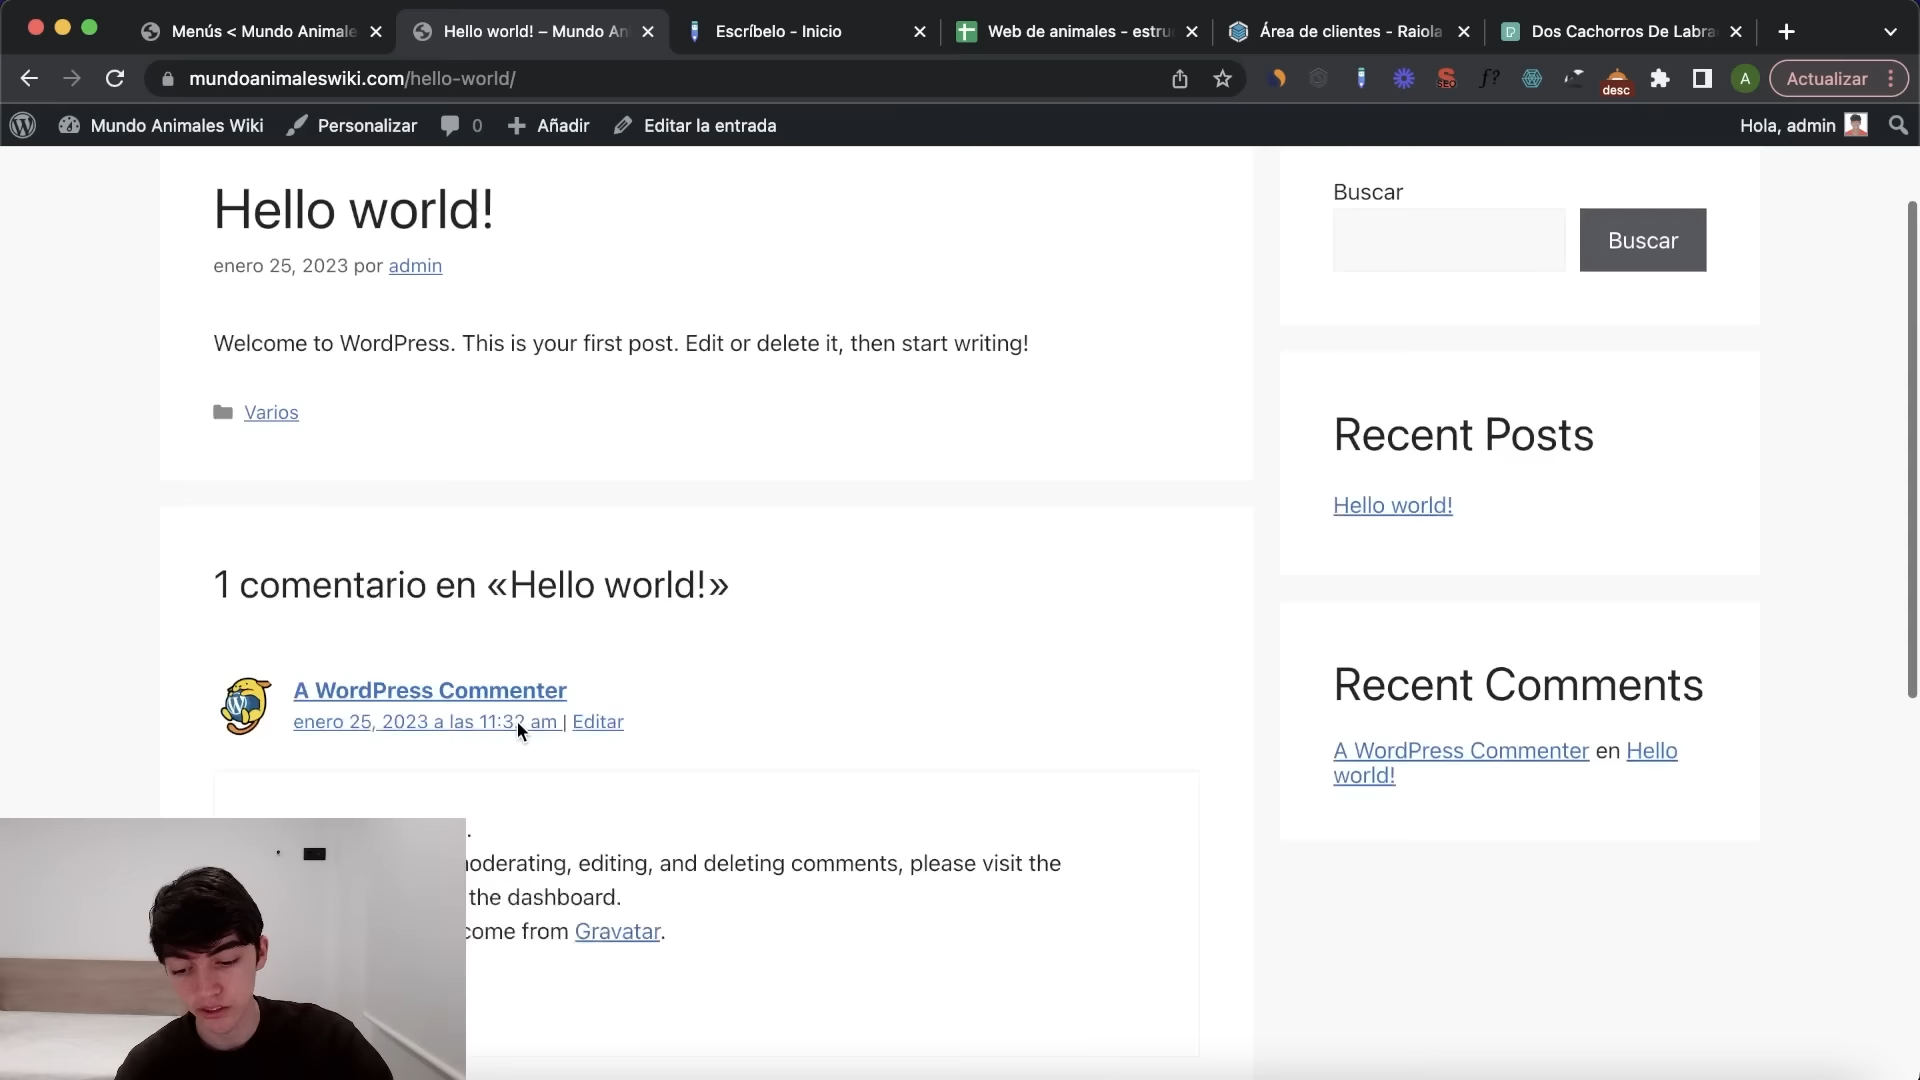 Menús < Mundo Animale
Hello world! – Mundo An
Escríbelo - Inicio
Web de animales - estru
Área de clientes - Raiola
Dos Cachorros De Labra
mundoanimaleswiki.com/hello-world/
SEO
f?
desc
A
Actualizar
Mundo Animales Wiki
Personalizar
0
Añadir
Editar la entrada
Hola, admin
Hello world!
enero 25, 2023 por admin
Welcome to WordPress. This is your first post. Edit or delete it, then start writing!
Varios
1 comentario en «Hello world!»
A WordPress Commenter
enero 25, 2023 a las 11:32 am | Editar
.
oderating, editing, and deleting comments, please visit the
the dashboard.
come from Gravatar.
Buscar
Buscar
Recent Posts
Hello world!
Recent Comments
A WordPress Commenter en Hello
world!